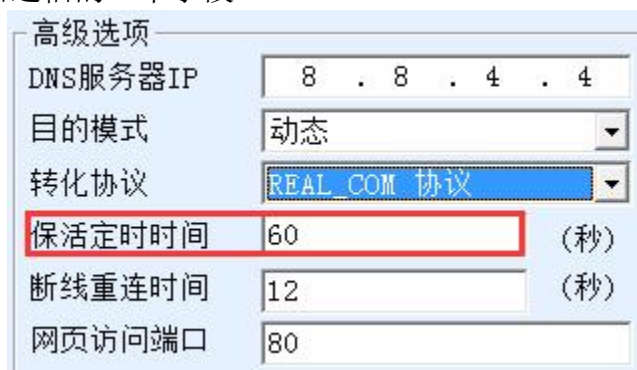 高级选项
DNS服务器IP 8 . 8 . 4 . 4
目的模式 动态
转化协议 REAL_COM 协议
保活定时时间 60 (秒)
断线重连时间 12 (秒)
网页访问端口 80